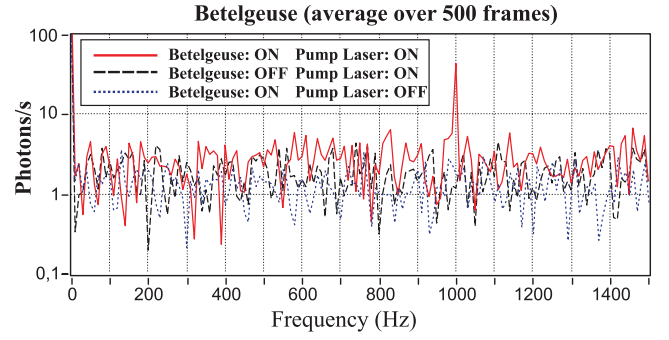 Betelgeuse (average over 500 frames)
Photons/s
100
10
1
0,1
Betelgeuse: ON Pump Laser: ON
Betelgeuse: OFF Pump Laser: ON
Betelgeuse: ON Pump Laser: OFF
0 200 400 600 800 1000 1200 1400
Frequency (Hz)